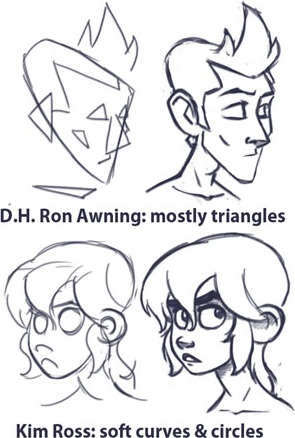 D.H. Ron Awning: mostly triangles
Kim Ross: soft curves & circles